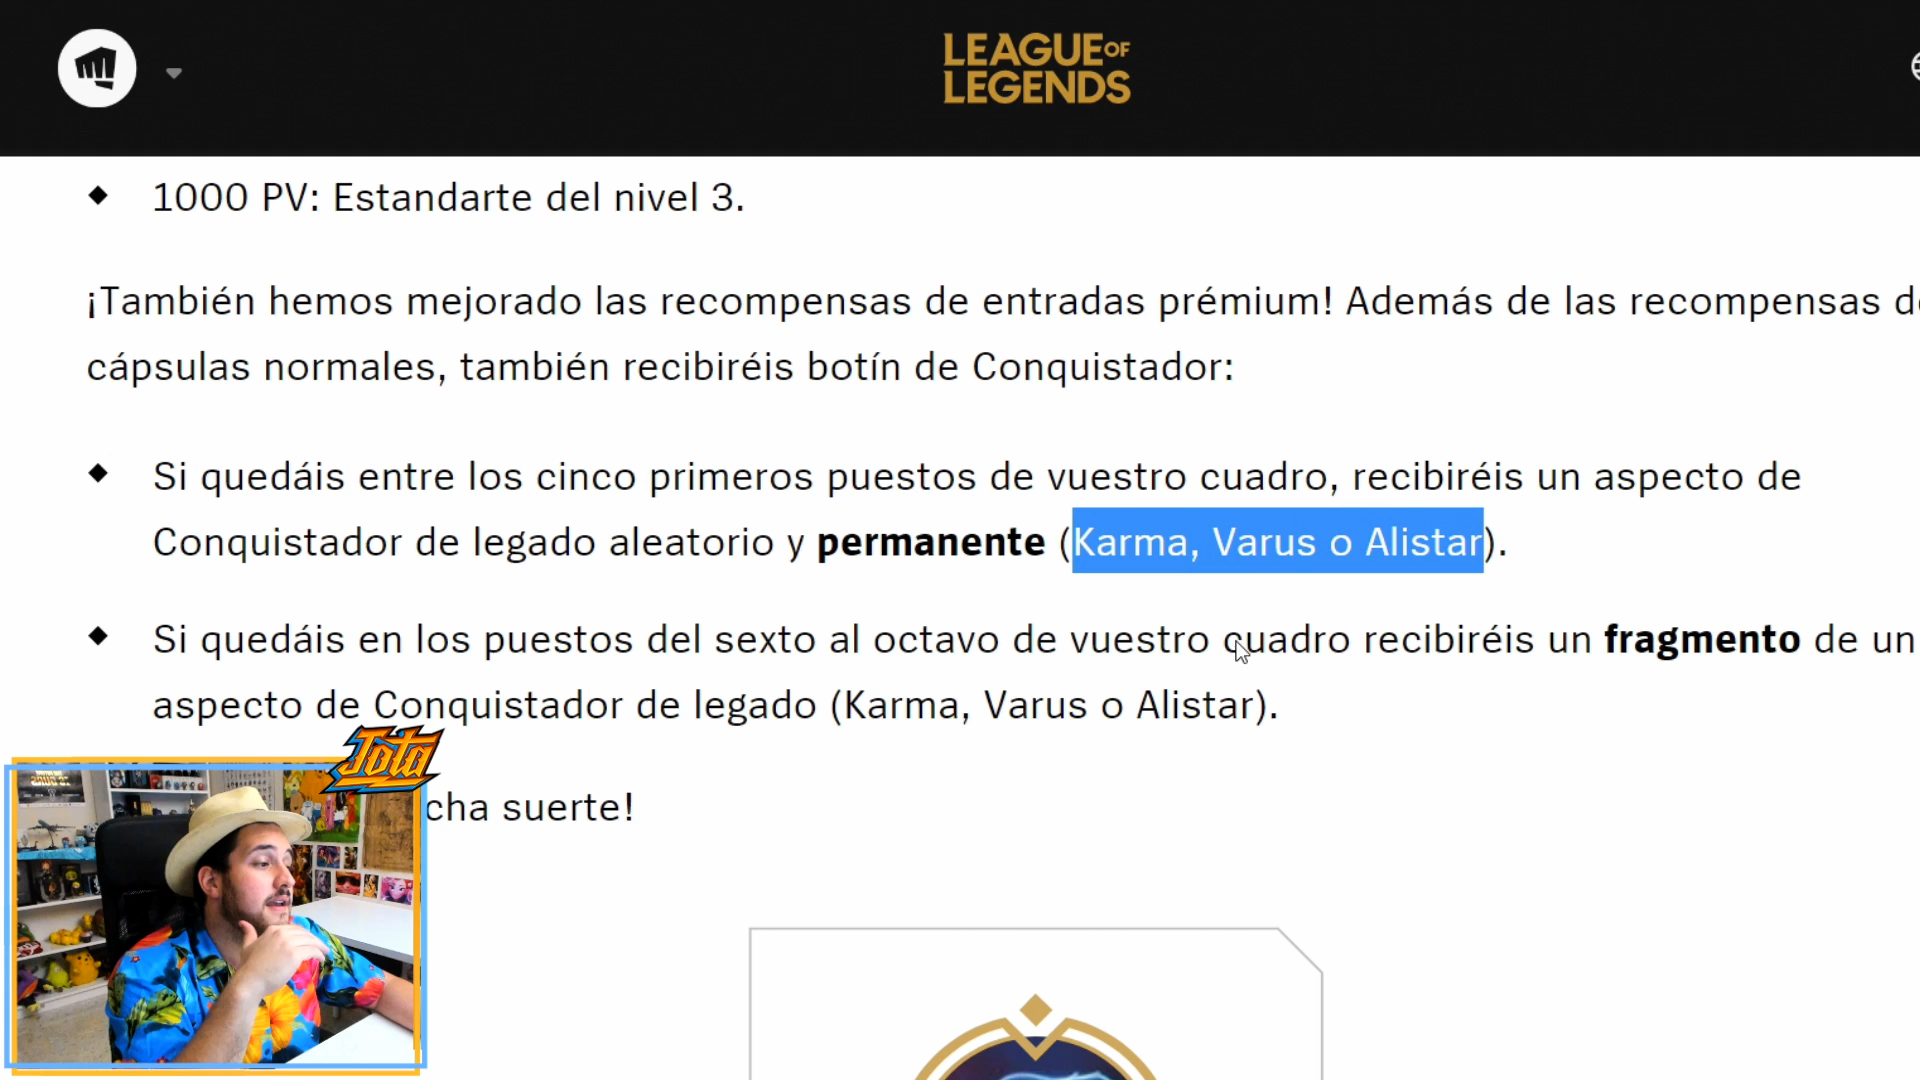 LEAGUE OF
LEGENDS
1000 PV: Estandarte del nivel 3.
¡También hemos mejorado las recompensas de entradas prémium! Además de las recompensas de
cápsulas normales, también recibiréis botín de Conquistador:
Si quedáis entre los cinco primeros puestos de vuestro cuadro, recibiréis un aspecto de
Conquistador de legado aleatorio y permanente (Karma, Varus o Alistar).
Si quedáis en los puestos del sexto al octavo de vuestro cuadro recibiréis un fragmento de un
aspecto de Conquistador de legado (Karma, Varus o Alistar).
Jota
cha suerte!